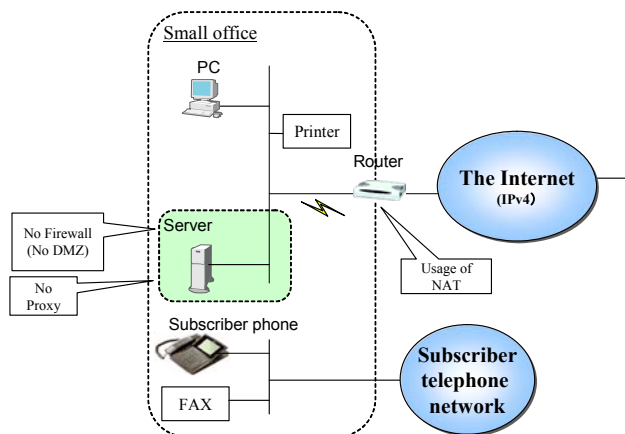 Small office
PC
Printer
Router
The Internet
(IPv4)
No Firewall
(No DMZ)
Server
Usage of
NAT
No
Proxy
Subscriber phone
Subscriber
telephone
network
FAX